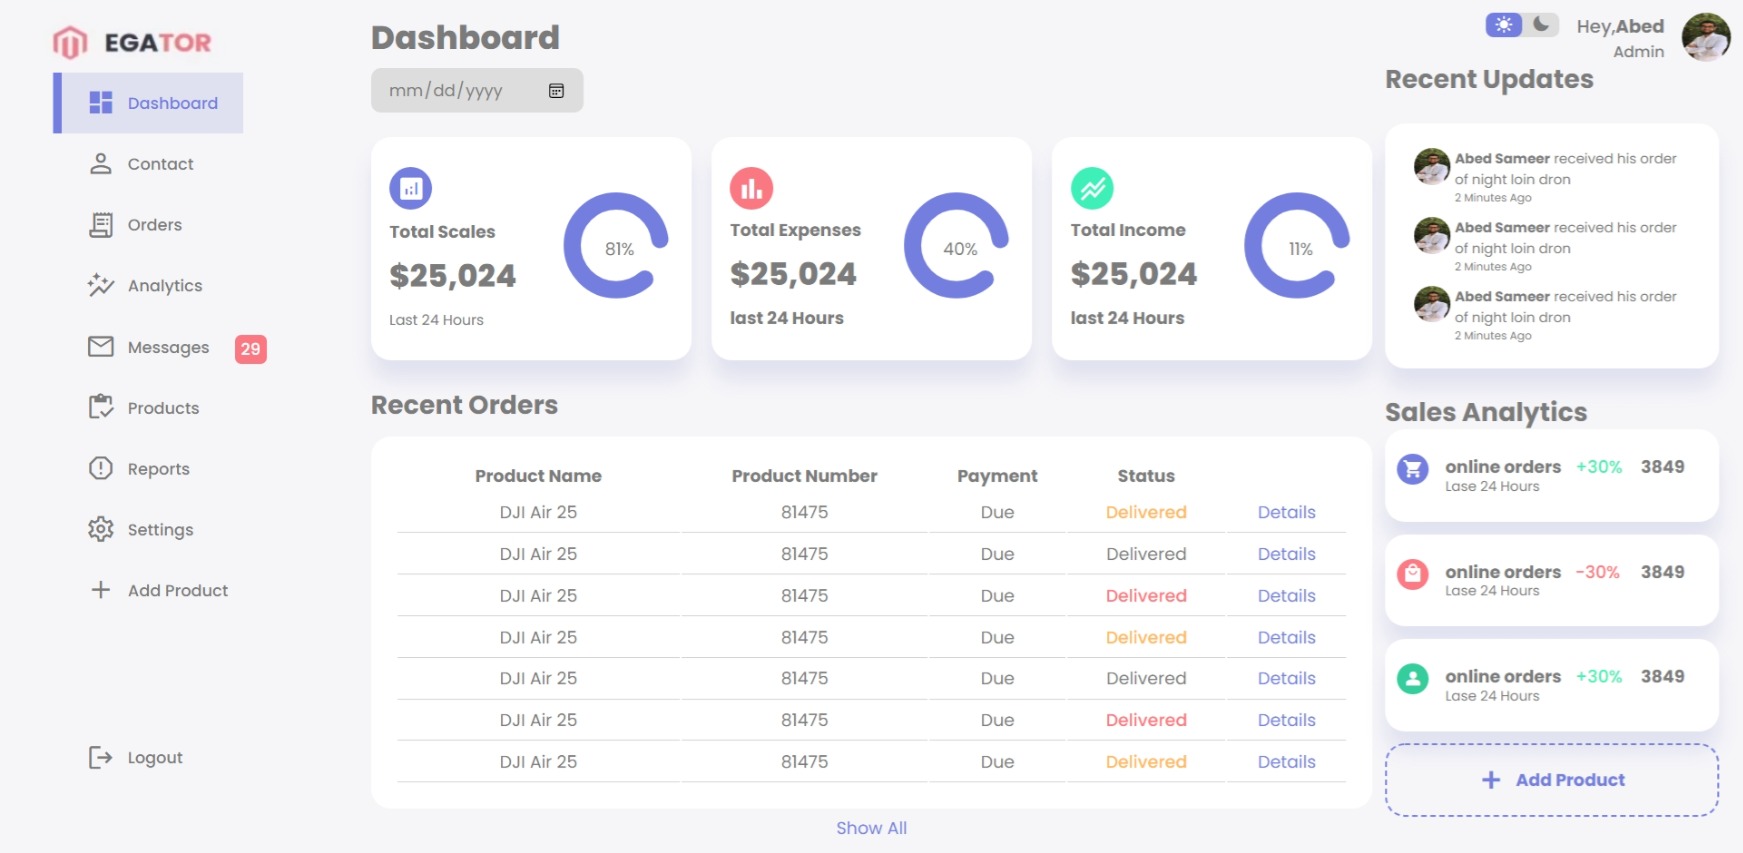 EGATOR
Dashboard
Contact
Orders
Analytics
Messages 29
Products
Reports
Settings
Add Product
Logout
Dashboard
mm/dd/yyyy
Total Scales
$25,024
Last 24 Hours
81%
Total Expenses
$25,024
last 24 Hours
40%
Total Income
$25,024
last 24 Hours
11%
Recent Orders
Product Name Product Number Payment Status
DJI Air 25 81475 Due Delivered Details
DJI Air 25 81475 Due Delivered Details
DJI Air 25 81475 Due Delivered Details
DJI Air 25 81475 Due Delivered Details
DJI Air 25 81475 Due Delivered Details
DJI Air 25 81475 Due Delivered Details
DJI Air 25 81475 Due Delivered Details
Show All
Hey,Abed
Admin
Recent Updates
Abed Sameer received his order
of night loin dron
2 Minutes Ago
Abed Sameer received his order
of night loin dron
2 Minutes Ago
Abed Sameer received his order
of night loin dron
2 Minutes Ago
Sales Analytics
online orders +30% 3849
Lase 24 Hours
online orders -30% 3849
Lase 24 Hours
online orders +30% 3849
Lase 24 Hours
Add Product